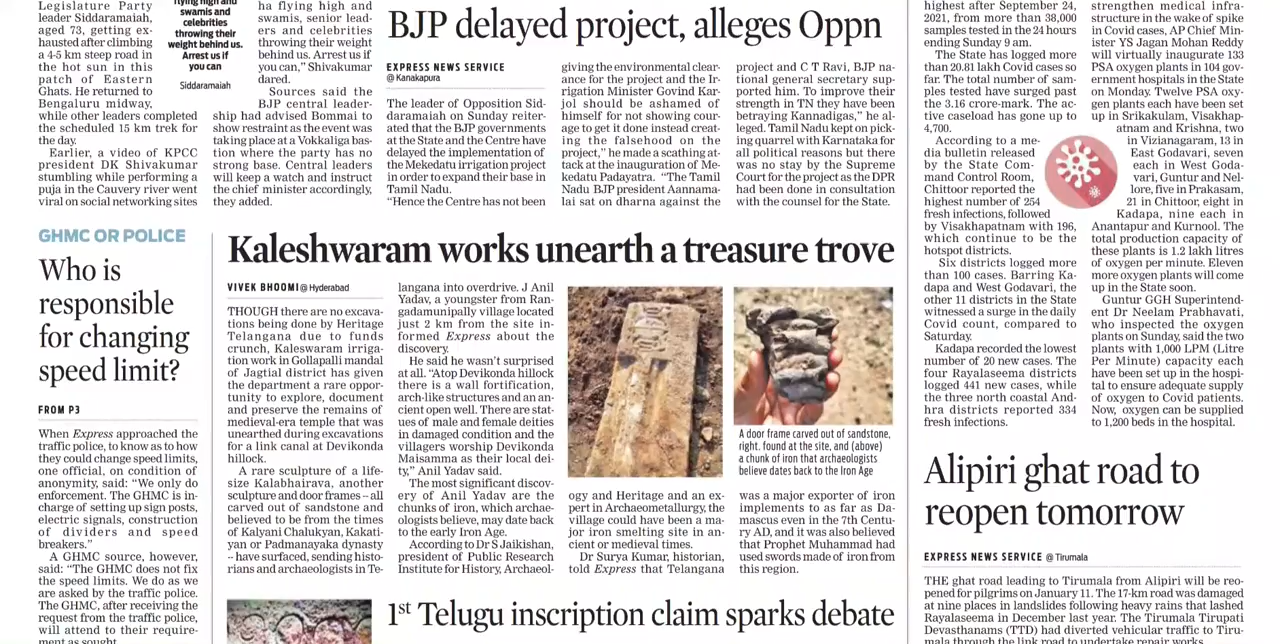 Legislature Party
leader Siddaramaiah,
aged 73, getting ex-
hausted after climbing
a 4-5 km steep road in
the hot sun in this
patch of Eastern
Ghats. He returned to
Bengaluru midway,
while other leaders completed
the scheduled 15 km trek for
the day.
Earlier, a video of KPCC
president DK Shivakumar
stumbling while performing a
puja in the Cauvery river went
viral on social networking sites
flying high and
swamis and
celebrities
throwing their
weight behind us.
Arrest us if
you can
Siddaramaiah
ha flying high and
swamis, senior lead-
ers and celebrities
throwing their weight
behind us. Arrest us if
you can,” Shivakumar
dared.
Sources said the
BJP central leader-
ship had advised Bommai to
show restraint as the event was
taking place at a Vokkaliga bas-
tion where the party has no
strong base. Central leaders
will keep a watch and instruct
the chief minister accordingly,
they added.
BJP delayed project, alleges Oppn
EXPRESS NEWS SERVICE
@ Kanakapura
The leader of Opposition Sid-
daramaiah on Sunday reiter-
ated that the BJP governments
at the State and the Centre have
delayed the implementation of
the Mekedatu irrigation project
in order to expand their base in
Tamil Nadu.
“Hence the Centre has not been
giving the environmental clear-
ance for the project and the Ir-
rigation Minister Govind Kar-
jol should be ashamed of
himself for not showing cour-
age to get it done instead creat-
ing the falsehood on the
project,” he made a scathing at-
tack at the inauguration of Me-
kedatu Padayatra. “The Tamil
Nadu BJP president Aannama-
lai sat on dharna against the
project and C T Ravi, BJP na-
tional general secretary sup-
ported him. To improve their
strength in TN they have been
betraying Kannadigas,” he al-
leged. Tamil Nadu kept on pick-
ing quarrel with Karnataka for
all political reasons but there
was no stay by the Supreme
Court for the project as the DPR
had been done in consultation
with the counsel for the State.
highest after September 24,
2021, from more than 38,000
samples tested in the 24 hours
ending Sunday 9 am.
The State has logged more
than 20.81 lakh Covid cases so
far. The total number of sam-
ples tested have surged past
the 3.16 crore-mark. The ac-
tive caseload has gone up to
4,700.
According to a me-
dia bulletin released
by the State Com-
mand Control Room,
Chittoor reported the
highest number of 254
fresh infections, followed
by Visakhapatnam with 196,
which continue to be the
hotspot districts.
Six districts logged more
than 100 cases. Barring Ka-
dapa and West Godavari, the
other 11 districts in the State
witnessed a surge in the daily
Covid count, compared to
Saturday.
Kadapa recorded the lowest
number of 20 new cases. The
four Rayalaseema districts
logged 441 new cases, while
the three north coastal And-
hra districts reported 334
fresh infections.
strengthen medical infra-
structure in the wake of spike
in Covid cases, AP Chief Min-
ister YS Jagan Mohan Reddy
will virtually inaugurate 133
PSA oxygen plants in 104 gov-
ernment hospitals in the State
on Monday. Twelve PSA oxy-
gen plants each have been set
up in Srikakulam, Visakhap-
atnam and Krishna, two
in Vizianagaram, 13 in
East Godavari, seven
each in West Goda-
vari, Guntur and Nel-
lore, five in Prakasam,
21 in Chittoor, eight in
Kadapa, nine each in
Anantapur and Kurnool. The
total production capacity of
these plants is 1.2 lakh litres
of oxygen per minute. Eleven
more oxygen plants will come
up in the State soon.
Guntur GGH Superintend-
ent Dr Neelam Prabhavati,
who inspected the oxygen
plants on Sunday, said the two
plants with 1,000 LPM (Litre
Per Minute) capacity each
have been set up in the hospi-
tal to ensure adequate supply
of oxygen to Covid patients.
Now, oxygen can be supplied
to 1,200 beds in the hospital.
GHMC OR POLICE
Who is
responsible
for changing
speed limit?
FROM P3
When Express approached the
traffic police, to know as to how
they could change speed limits,
one official, on condition of
anonymity, said: “We only do
enforcement. The GHMC is in-
charge of setting up sign posts,
electric signals, construction
of dividers and speed
breakers.”
A GHMC source, however,
said: “The GHMC does not fix
the speed limits. We do as we
are asked by the traffic police.
The GHMC, after receiving the
request from the traffic police,
will attend to their require-
ment as sought.
Kaleshwaram works unearth a treasure trove
VIVEK BHOOMI @ Hyderabad
THOUGH there are no excava-
tions being done by Heritage
Telangana due to funds
crunch, Kaleswaram irriga-
tion work in Gollapalli mandal
of Jagtial district has given
the department a rare oppor-
tunity to explore, document
and preserve the remains of
medieval-era temple that was
unearthed during excavations
for a link canal at Devikonda
hillock.
A rare sculpture of a life-
size Kalabhairava, another
sculpture and door frames – all
carved out of sandstone and
believed to be from the times
of Kalyani Chalukyan, Kakati-
yan or Padmanayaka dynasty
-- have surfaced, sending histo-
rians and archaeologists in Te-
langana into overdrive. J Anil
Yadav, a youngster from Ran-
gadamunipally village located
just 2 km from the site in-
formed Express about the
discovery.
He said he wasn’t surprised
at all. “Atop Devikonda hillock
there is a wall fortification,
arch-like structures and an an-
cient open well. There are stat-
ues of male and female deities
in damaged condition and the
villagers worship Devikonda
Maisamma as their local dei-
ty,” Anil Yadav said.
The most significant discov-
ery of Anil Yadav are the
chunks of iron, which archae-
ologists believe, may date back
to the early Iron Age.
According to Dr S Jaikishan,
president of Public Research
Institute for History, Archaeol-
A door frame carved out of sandstone,
right, found at the site, and (above)
a chunk of iron that archaeologists
believe dates back to the Iron Age
ogy and Heritage and an ex-
pert in Archaeometallurgy, the
village could have been a ma-
jor iron smelting site in an-
cient or medieval times.
Dr Surya Kumar, historian,
told Express that Telangana
was a major exporter of iron
implements to as far as Da-
mascus even in the 7th Centu-
ry AD, and it was also believed
that Prophet Muhammad had
used swords made of iron from
this region.
1st Telugu inscription claim sparks debate
Alipiri ghat road to
reopen tomorrow
EXPRESS NEWS SERVICE @ Tirumala
THE ghat road leading to Tirumala from Alipiri will be reo-
pened for pilgrims on January 11. The 17-km road was damaged
at nine places in landslides following heavy rains that lashed
Rayalaseema in December last year. The Tirumala Tirupati
Devasthanams (TTD) had diverted vehicular traffic to Tiru-
mala through the link road to undertake repair works.